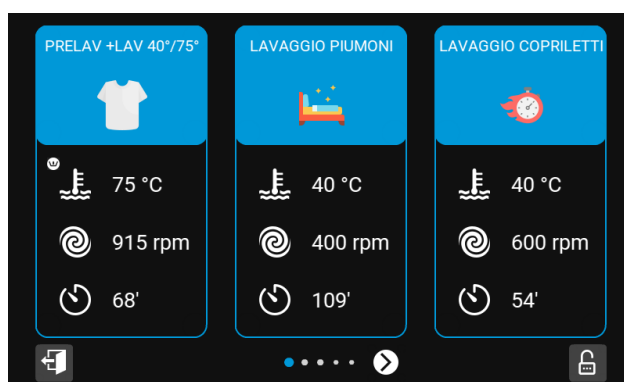 PRELAV +LAV 40°/75°
LAVAGGIO PIUMONI
LAVAGGIO COPRILETTI
75 °C
40 °C
40 °C
915 rpm
400 rpm
600 rpm
68'
109'
54'